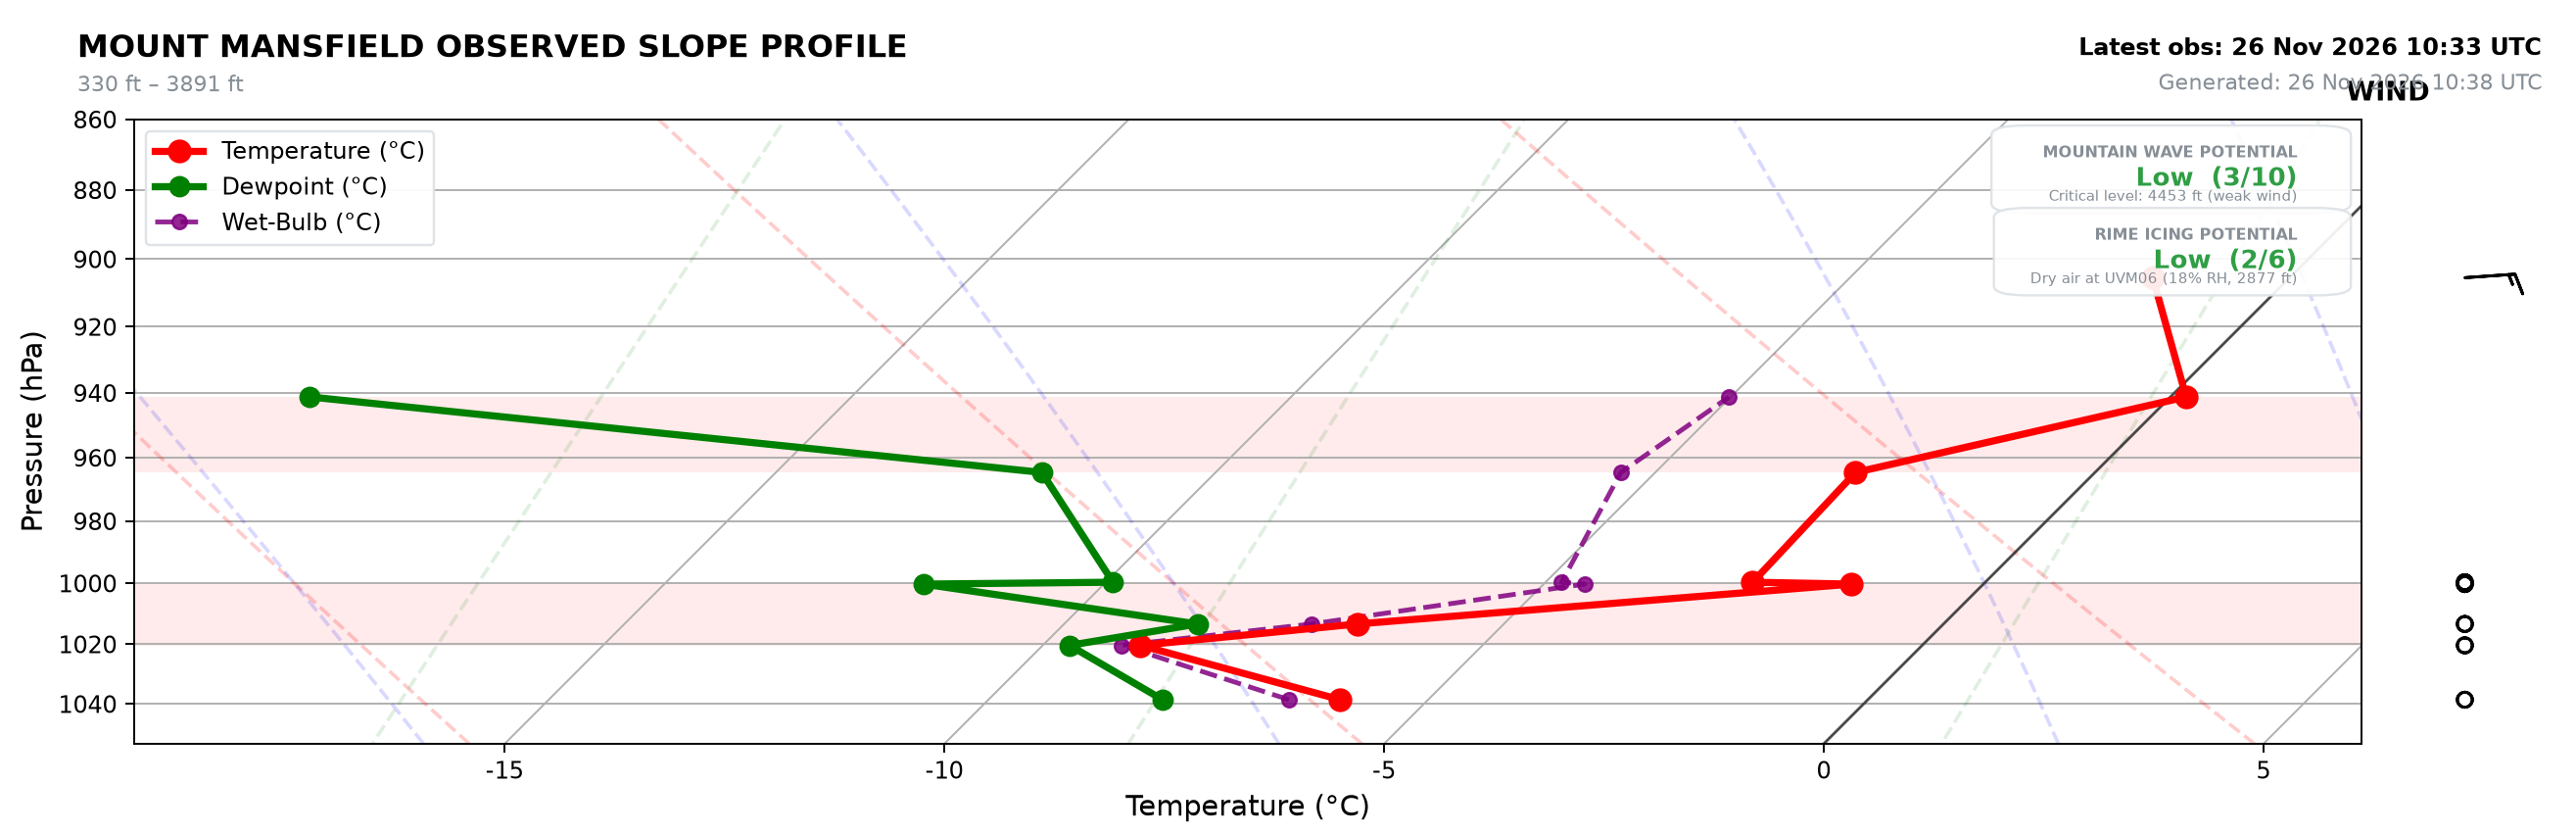 MOUNT MANSFIELD OBSERVED SLOPE PROFILE
330 ft – 3891 ft
Latest obs: 26 Nov 2026 10:33 UTC
Generated: 26 Nov 2026 10:38 UTC
WIND
Temperature (°C)
Dewpoint (°C)
Wet-Bulb (°C)
MOUNTAIN WAVE POTENTIAL
Low (3/10)
Critical level: 4453 ft (weak wind)
RIME ICING POTENTIAL
Low (2/6)
Dry air at UVM06 (18% RH, 2877 ft)
Pressure (hPa)
860
880
900
920
940
960
980
1000
1020
1040
-15 -10 -5 0 5
Temperature (°C)